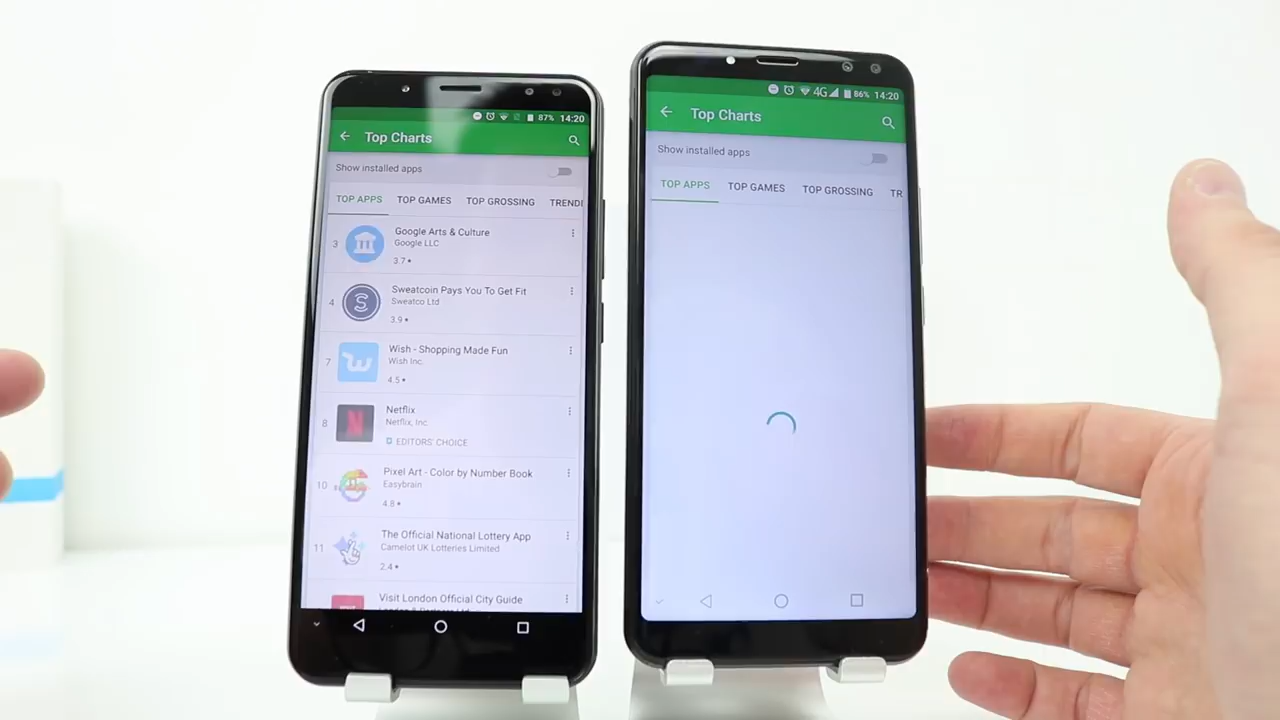 87% 14:20
Top Charts
Show installed apps
TOP APPS TOP GAMES TOP GROSSING TRENDI
3
Google Arts & Culture
Google LLC
3.7
4
Sweatcoin Pays You To Get Fit
Sweatco Ltd
3.9
7
Wish - Shopping Made Fun
Wish Inc.
4.5
8
Netflix
Netflix, Inc.
EDITORS' CHOICE
10
Pixel Art - Color by Number Book
Easybrain
4.8
11
The Official National Lottery App
Camelot UK Lotteries Limited
2.4
Visit London Official City Guide
4G 86% 14:20
Top Charts
Show installed apps
TOP APPS TOP GAMES TOP GROSSING TR